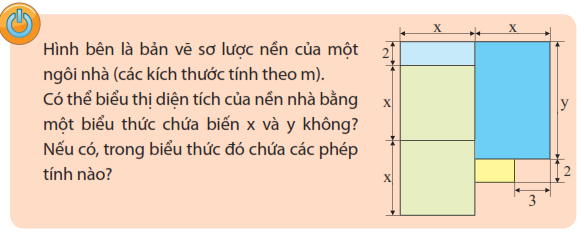 Hình bên là bản vẽ sơ lược nền của một
ngôi nhà (các kích thước tính theo m).
Có thể biểu thị diện tích của nền nhà bằng
một biểu thức chứa biến x và y không?
Nếu có, trong biểu thức đó chứa các phép
tính nào?
x x
2
x
y
x
2
3